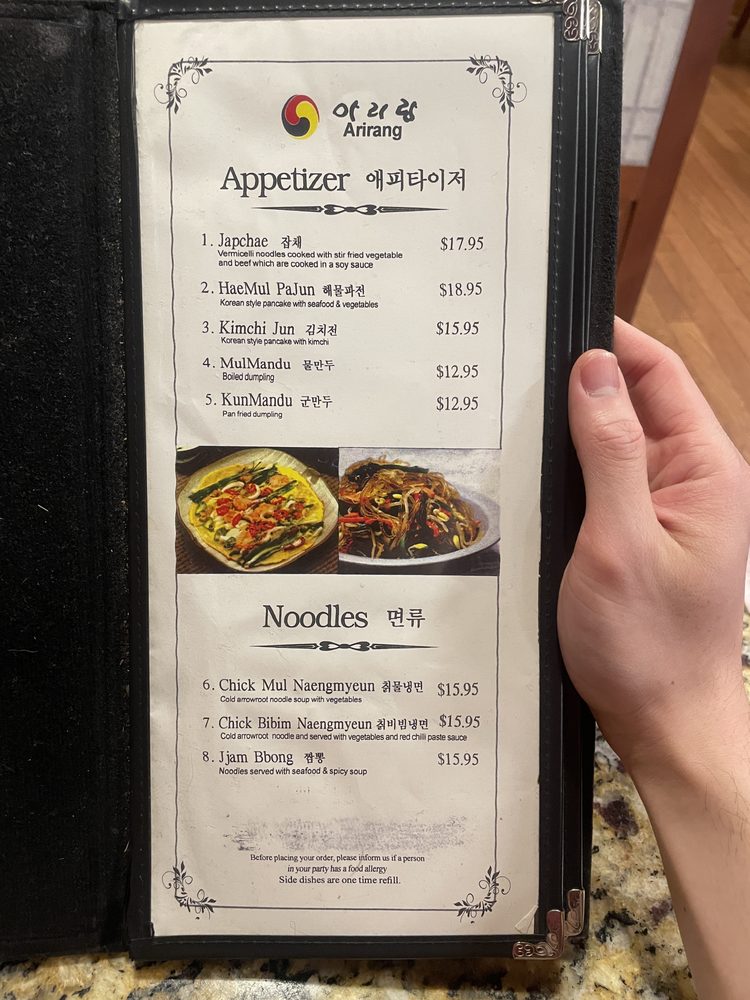 아리랑
Arirang
Appetizer 애피타이저
1. Japchae 잡채 $17.95
Vermicelli noodles cooked with stir fried vegetable
and beef which are cooked in a soy sauce
2. HaeMul PaJun 해물파전 $18.95
Korean style pancake with seafood & vegetables
3. Kimchi Jun 김치전 $15.95
Korean style pancake with kimchi
4. MulMandu 물만두 $12.95
Boiled dumpling
5. KunMandu 군만두 $12.95
Pan fried dumpling
Noodles 면류
6. Chick Mul Naengmyeun 칡물냉면 $15.95
Cold arrowroot noodle soup with vegetables
7. Chick Bibim Naengmyeun 칡비빔냉면 $15.95
Cold arrowroot noodle and served with vegetables and red chilli paste sauce
8. Jjam Bbong 짬뽕 $15.95
Noodles served with seafood & spicy soup
Before placing your order, please inform us if a person
in your party has a food allergy
Side dishes are one time refill.